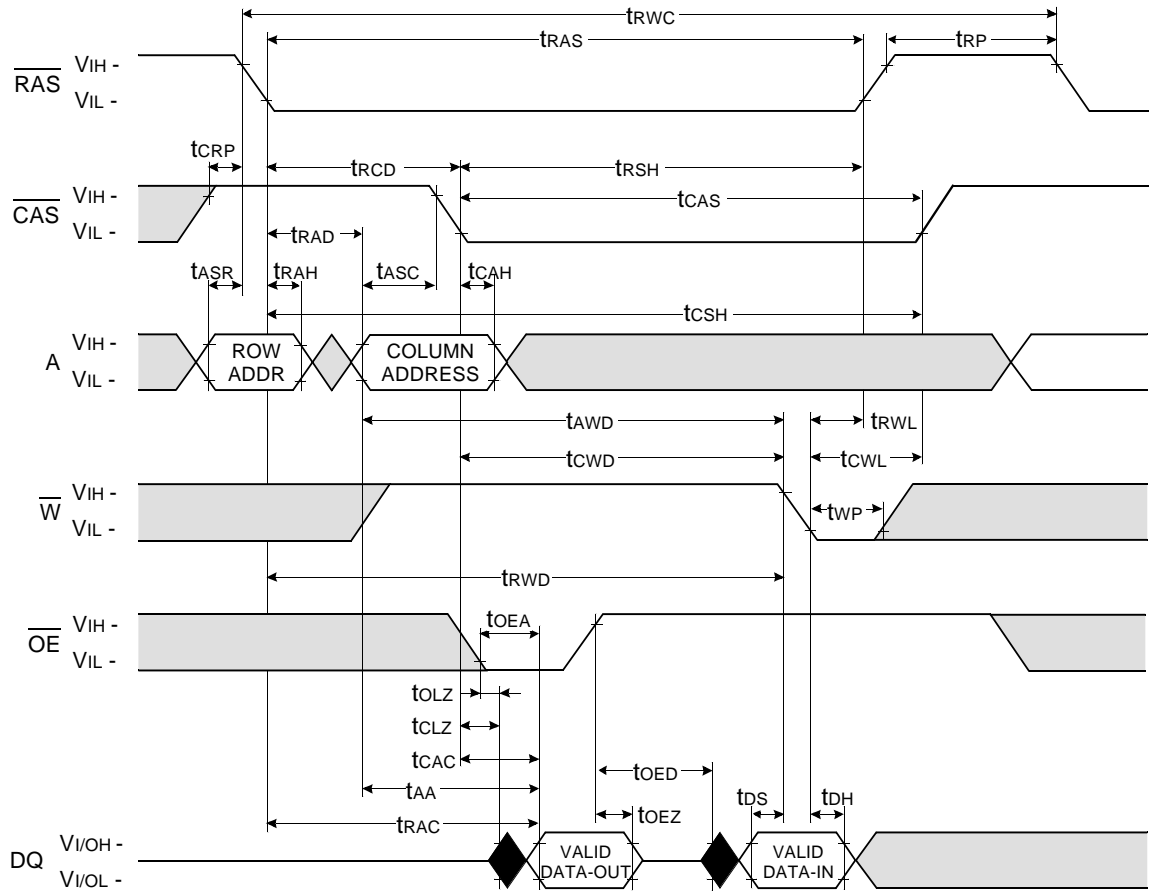 tRWC
tRAS
tRP
RAS
VIH -
VIL -
tCRP
tRCD
tRSH
CAS
VIH -
VIL -
tCAS
tRAD
tASR
tRAH
tASC
tCAH
tCSH
A
VIH -
VIL -
ROW
ADDR
COLUMN
ADDRESS
tAWD
tRWL
tCWD
tCWL
W
VIH -
VIL -
tWP
tRWD
OE
VIH -
VIL -
tOEA
tOLZ
tCLZ
tCAC
tOED
tAA
tDS
tDH
tOEZ
tRAC
DQ
VI/OH -
VI/OL -
VALID
DATA-OUT
VALID
DATA-IN